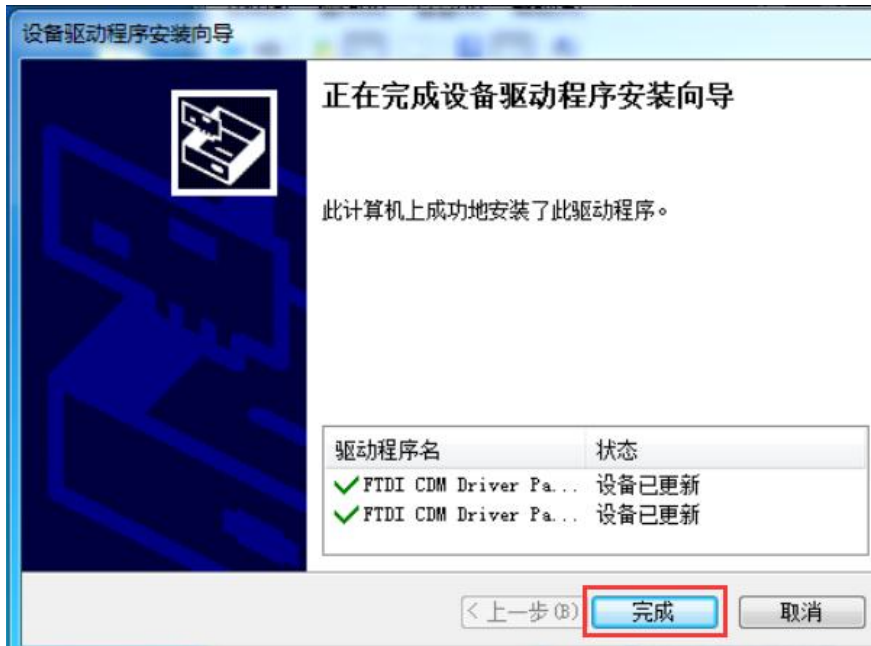 设备驱动程序安装向导
正在完成设备驱动程序安装向导
此计算机上成功地安装了此驱动程序。
驱动程序名 状态
FTDI CDM Driver Pa... 设备已更新
FTDI CDM Driver Pa... 设备已更新
<上一步(B) 完成 取消